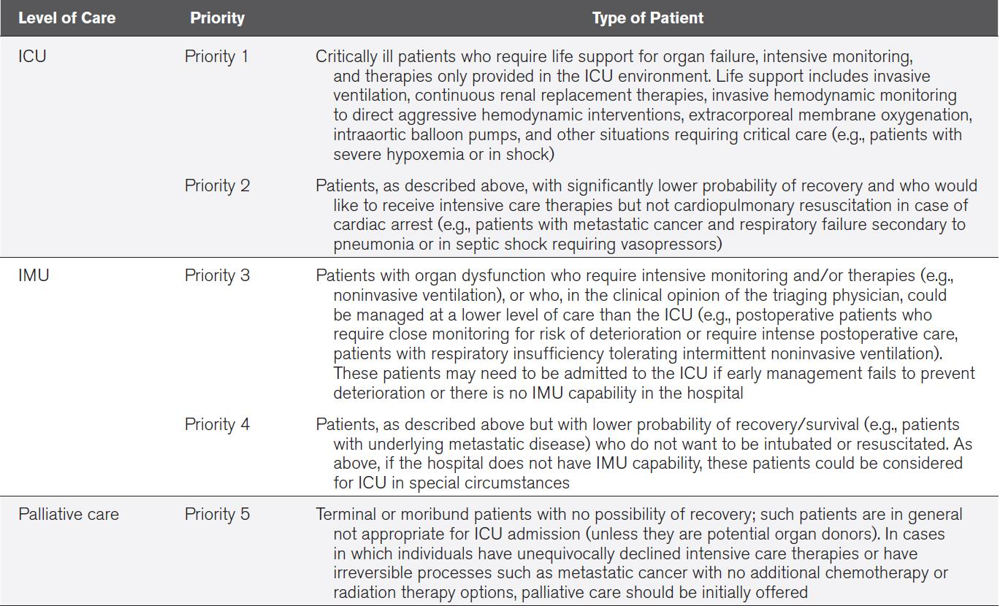 Level of Care Priority Type of Patient
ICU Priority 1 Critically ill patients who require life support for organ failure, intensive monitoring,
and therapies only provided in the ICU environment. Life support includes invasive
ventilation, continuous renal replacement therapies, invasive hemodynamic monitoring
to direct aggressive hemodynamic interventions, extracorporeal membrane oxygenation,
intraaortic balloon pumps, and other situations requiring critical care (e.g., patients with
severe hypoxemia or in shock)
Priority 2 Patients, as described above, with significantly lower probability of recovery and who would
like to receive intensive care therapies but not cardiopulmonary resuscitation in case of
cardiac arrest (e.g., patients with metastatic cancer and respiratory failure secondary to
pneumonia or in septic shock requiring vasopressors)
IMU Priority 3 Patients with organ dysfunction who require intensive monitoring and/or therapies (e.g.,
noninvasive ventilation), or who, in the clinical opinion of the triaging physician, could
be managed at a lower level of care than the ICU (e.g., postoperative patients who
require close monitoring for risk of deterioration or require intense postoperative care,
patients with respiratory insufficiency tolerating intermittent noninvasive ventilation).
These patients may need to be admitted to the ICU if early management fails to prevent
deterioration or there is no IMU capability in the hospital
Priority 4 Patients, as described above but with lower probability of recovery/survival (e.g., patients
with underlying metastatic disease) who do not want to be intubated or resuscitated. As
above, if the hospital does not have IMU capability, these patients could be considered
for ICU in special circumstances
Palliative care Priority 5 Terminal or moribund patients with no possibility of recovery; such patients are in general
not appropriate for ICU admission (unless they are potential organ donors). In cases
in which individuals have unequivocally declined intensive care therapies or have
irreversible processes such as metastatic cancer with no additional chemotherapy or
radiation therapy options, palliative care should be initially offered